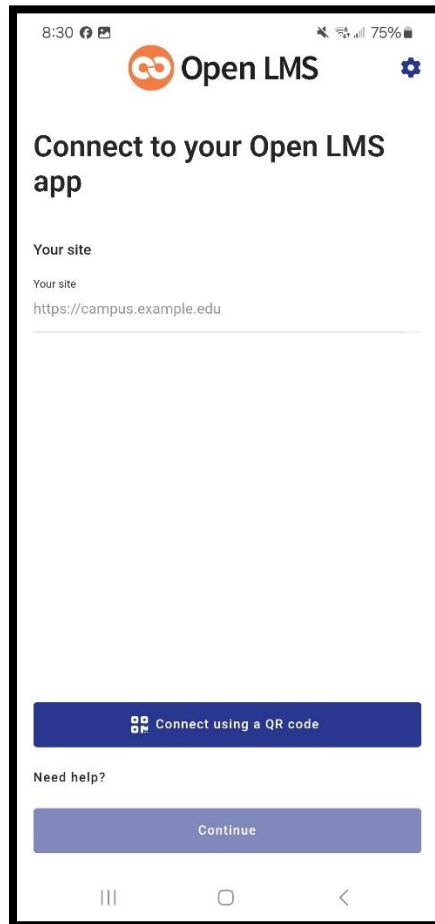 8:30
75%
Open LMS
Connect to your Open LMS
app
Your site
Your site
https://campus.example.edu
Connect using a QR code
Need help?
Continue